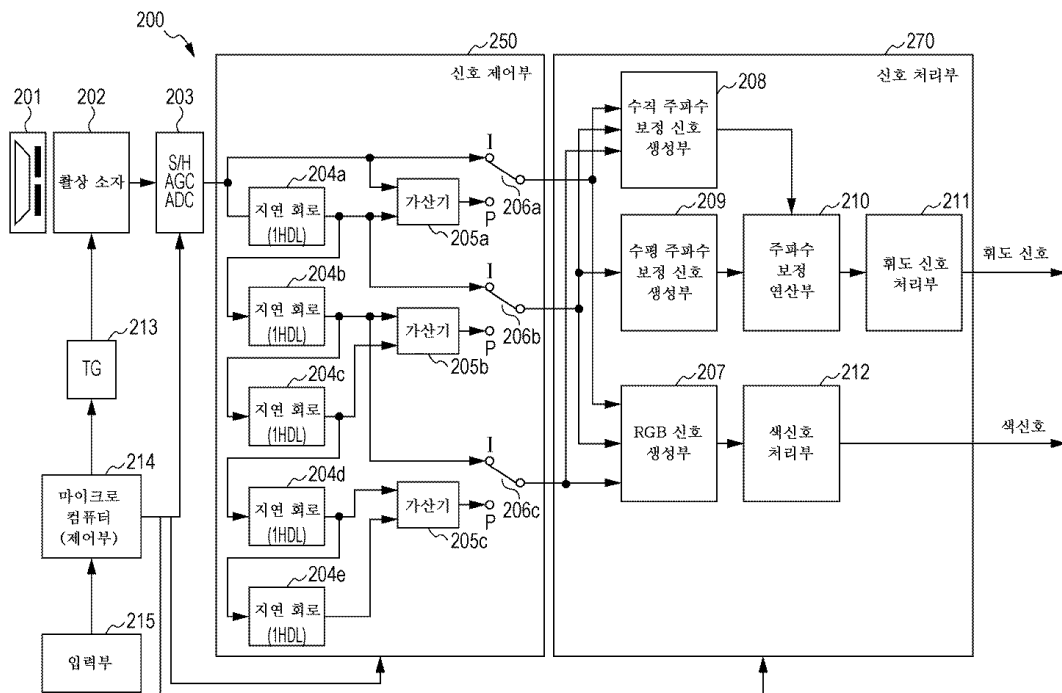 200
250
270
신호 제어부
신호 처리부
201
202
203
촬상 소자
S/H
AGC
ADC
204a
지연 회로
(1HDL)
가산기
205a
I
P
206a
204b
지연 회로
(1HDL)
가산기
205b
I
P
206b
204c
지연 회로
(1HDL)
204d
지연 회로
(1HDL)
가산기
205c
I
P
206c
204e
지연 회로
(1HDL)
208
수직 주파수
보정 신호
생성부
209
수평 주파수
보정 신호
생성부
210
주파수
보정
연산부
211
휘도 신호
처리부
휘도 신호
207
RGB 신호
생성부
212
색신호
처리부
색신호
213
TG
214
마이크로
컴퓨터
(제어부)
215
입력부